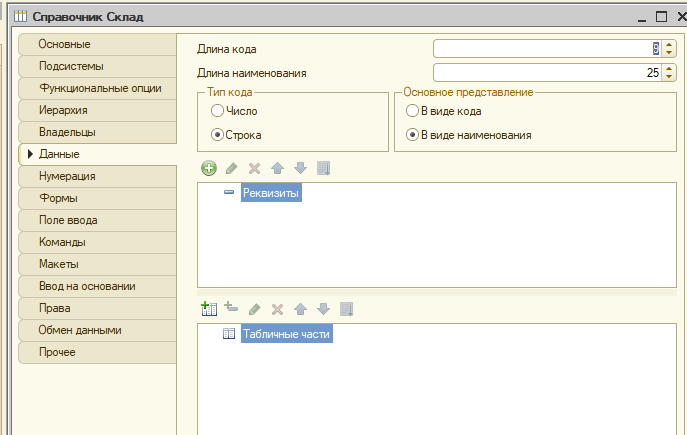 Справочник Склад
Основные
Подсистемы
Функциональные опции
Иерархия
Владельцы
Данные
Нумерация
Формы
Поле ввода
Команды
Макеты
Ввод на основании
Права
Обмен данными
Прочее
Длина кода 9
Длина наименования 25
Тип кода
Число
Строка
Основное представление
В виде кода
В виде наименования
Реквизиты
Табличные части